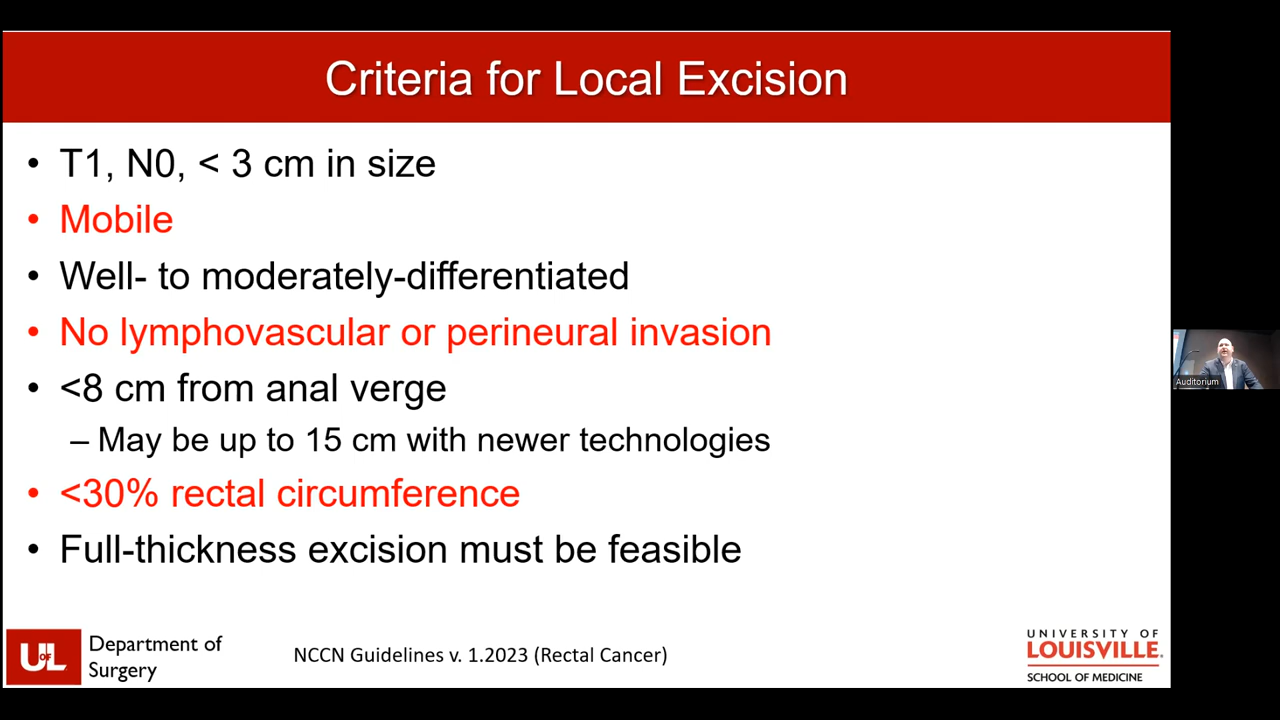 Criteria for Local Excision
• T1, N0, < 3 cm in size
• Mobile
• Well- to moderately-differentiated
• No lymphovascular or perineural invasion
• <8 cm from anal verge
– May be up to 15 cm with newer technologies
• <30% rectal circumference
• Full-thickness excision must be feasible
Auditorium
UofL
Department of
Surgery
NCCN Guidelines v. 1.2023 (Rectal Cancer)
UNIVERSITY OF
LOUISVILLE.
SCHOOL OF MEDICINE